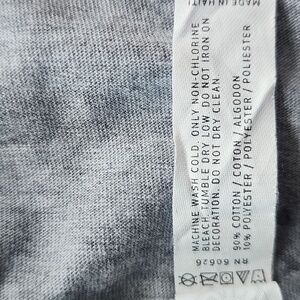 MADE IN HAITI
MACHINE WASH COLD. ONLY NON-CHLORINE
BLEACH. TUMBLE DRY LOW. DO NOT IRON ON
DECORATION. DO NOT DRY CLEAN
90% COTTON / COTON / ALGODON
10% POLYESTER / POLYESTER / POLIESTER
RN 60626